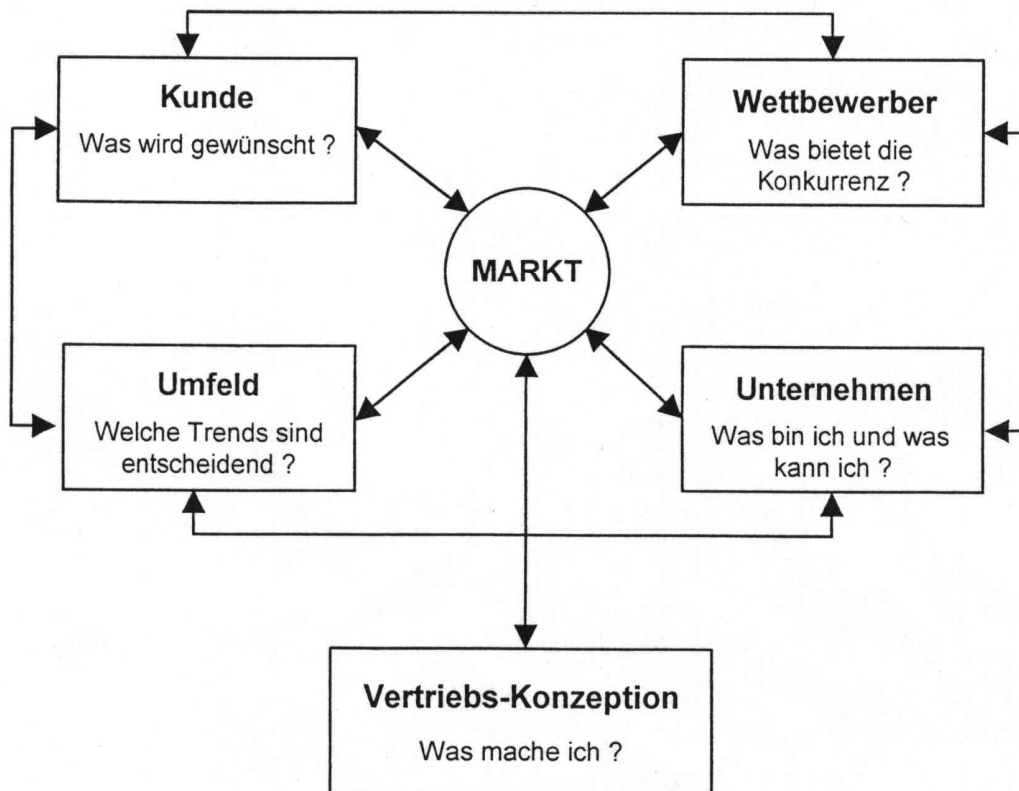 Kunde
Was wird gewünscht ?
Wettbewerber
Was bietet die
Konkurrenz ?
MARKT
Umfeld
Welche Trends sind
entscheidend ?
Unternehmen
Was bin ich und was
kann ich ?
Vertriebs-Konzeption
Was mache ich ?